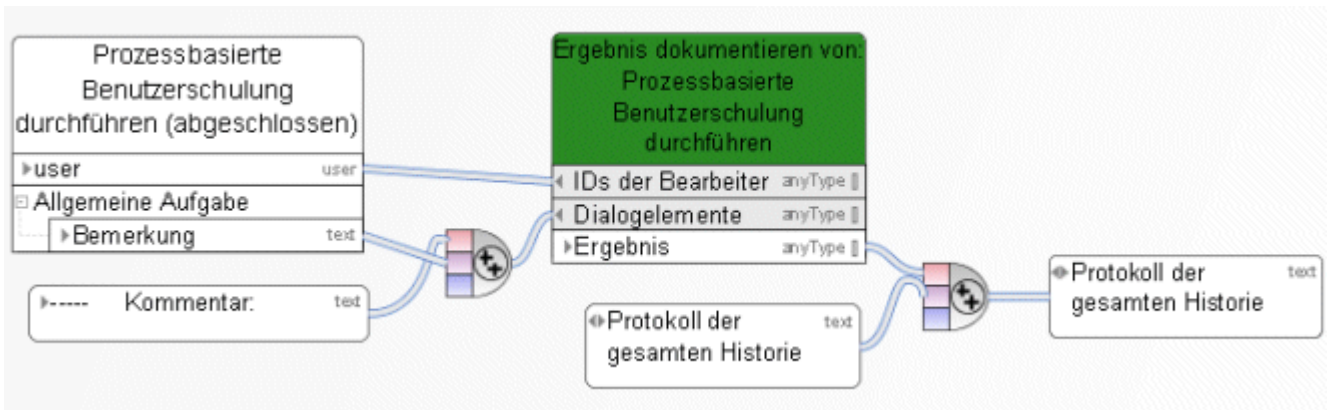 Prozessbasierte
Benutzerschulung
durchführen (abgeschlossen)
user user
Allgemeine Aufgabe
Bemerkung text
----- Kommentar: text
Ergebnis dokumentieren von:
Prozessbasierte
Benutzerschulung
durchführen
IDs der Bearbeiter anyType []
Dialogelemente anyType []
Ergebnis anyType []
Protokoll der text
gesamten Historie
Protokoll der text
gesamten Historie